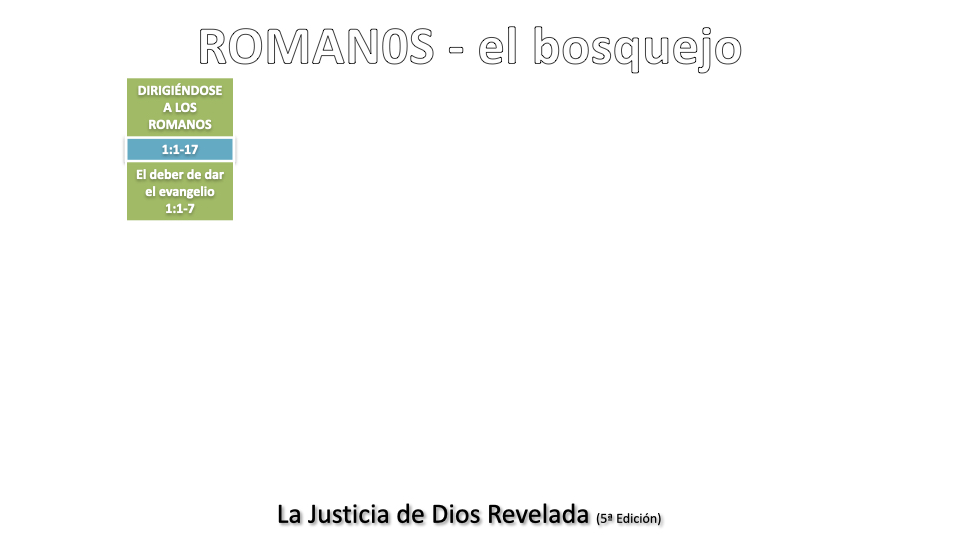 ROMAN0S - el bosquejo
DIRIGIÉNDOSE
A LOS
ROMANOS
1:1-17
El deber de dar
el evangelio
1:1-7
La Justicia de Dios Revelada (5ª Edición)